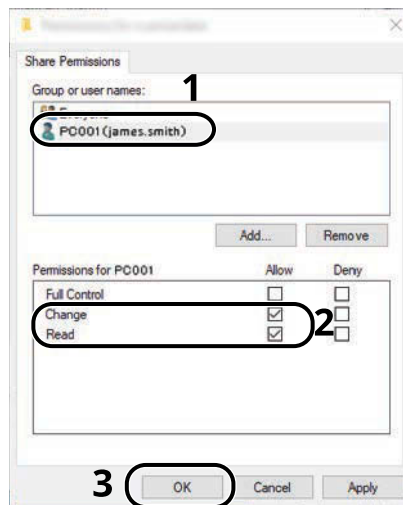 Share Permissions
Group or user names:
1
Everyone
PC001(james.smith)
Add... Remove
Permissions for PC001 Allow Deny
Full Control
Change
2
Read
3
OK Cancel Apply